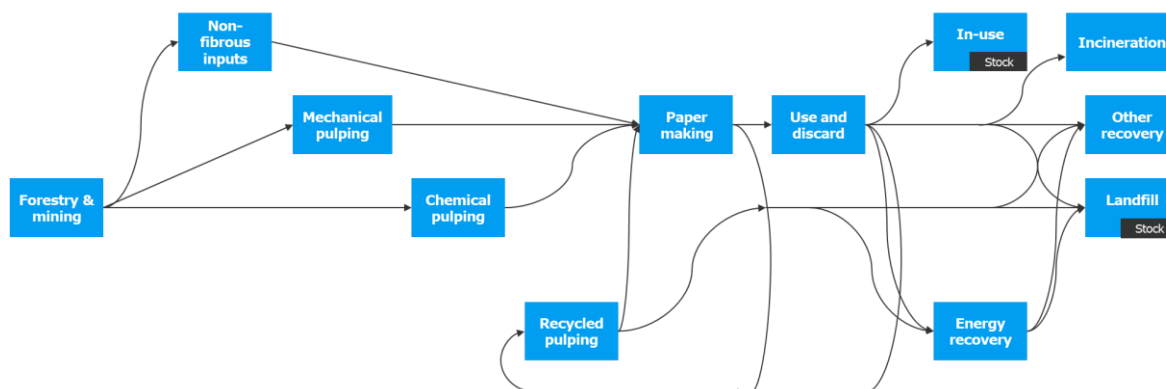 Non-
fibrous
inputs
In-use
Stock
Incineration
Mechanical
pulping
Paper
making
Use and
discard
Other
recovery
Forestry &
mining
Chemical
pulping
Landfill
Stock
Recycled
pulping
Energy
recovery